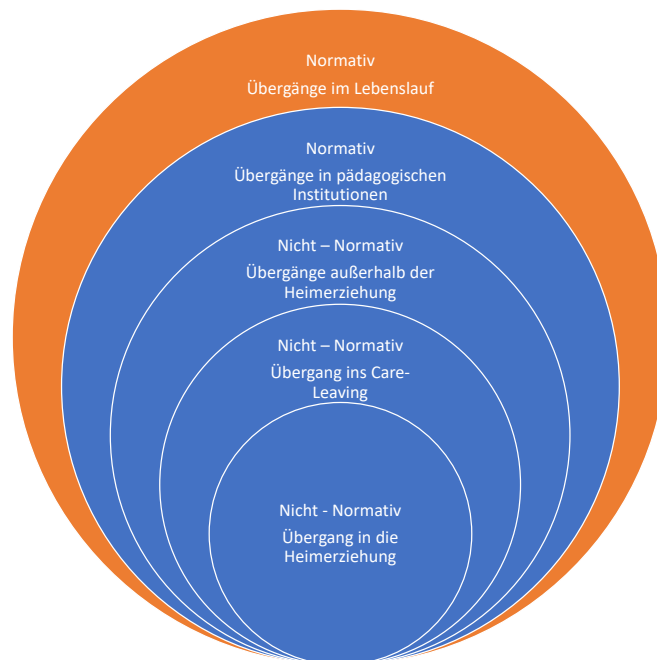 Normativ
Übergänge im Lebenslauf
Normativ
Übergänge in pädagogischen
Institutionen
Nicht – Normativ
Übergänge außerhalb der
Heimerziehung
Nicht – Normativ
Übergang ins Care-
Leaving
Nicht - Normativ
Übergang in die
Heimerziehung